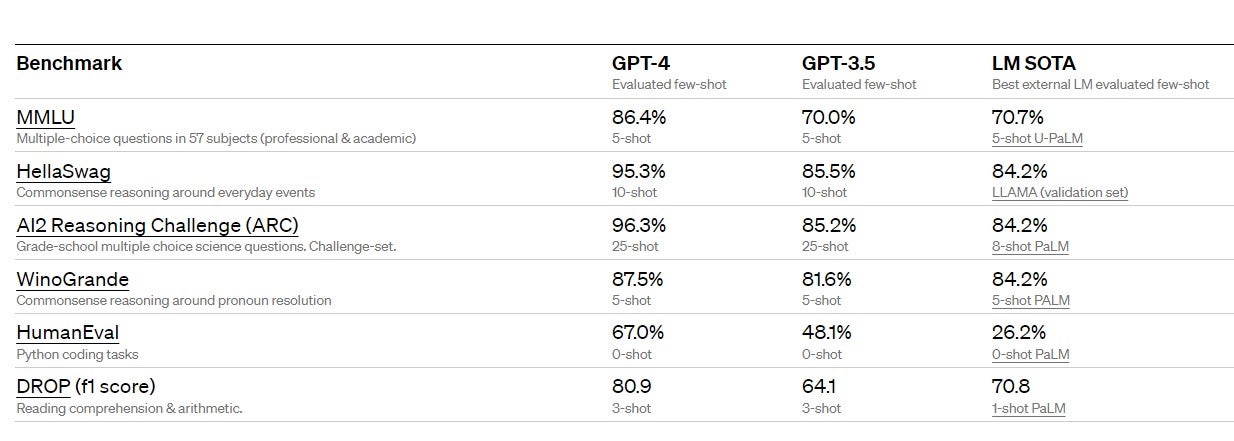 Benchmark GPT-4 GPT-3.5 LM SOTA
Evaluated few-shot Evaluated few-shot Best external LM evaluated few-shot
MMLU 86.4% 70.0% 70.7%
Multiple-choice questions in 57 subjects (professional & academic) 5-shot 5-shot 5-shot U-PaLM
HellaSwag 95.3% 85.5% 84.2%
Commonsense reasoning around everyday events 10-shot 10-shot LLAMA (validation set)
AI2 Reasoning Challenge (ARC) 96.3% 85.2% 84.2%
Grade-school multiple choice science questions. Challenge-set. 25-shot 25-shot 8-shot PaLM
WinoGrande 87.5% 81.6% 84.2%
Commonsense reasoning around pronoun resolution 5-shot 5-shot 5-shot PALM
HumanEval 67.0% 48.1% 26.2%
Python coding tasks 0-shot 0-shot 0-shot PaLM
DROP (f1 score) 80.9 64.1 70.8
Reading comprehension & arithmetic. 3-shot 3-shot 1-shot PaLM